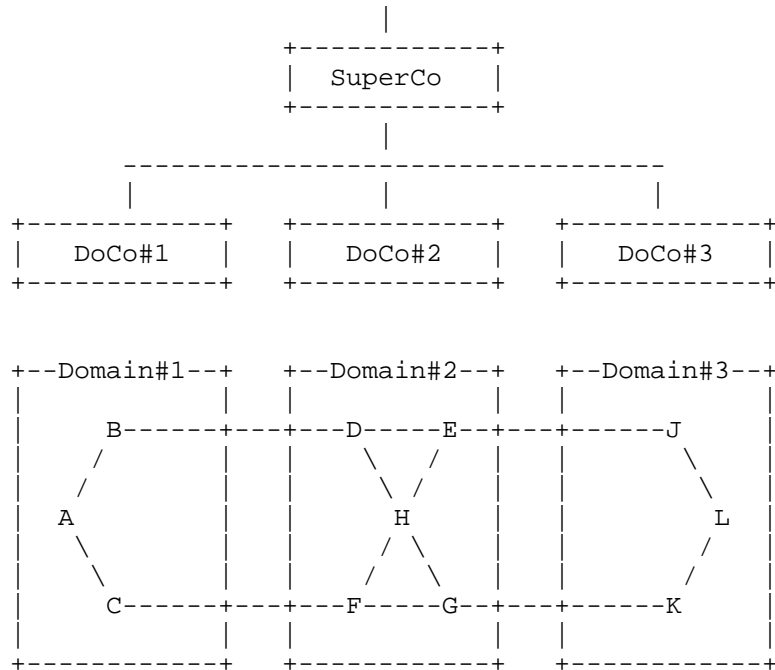 SuperCo
DoCo#1 DoCo#2 DoCo#3
Domain#1 Domain#2 Domain#3
B D E J
A H L
C F G K